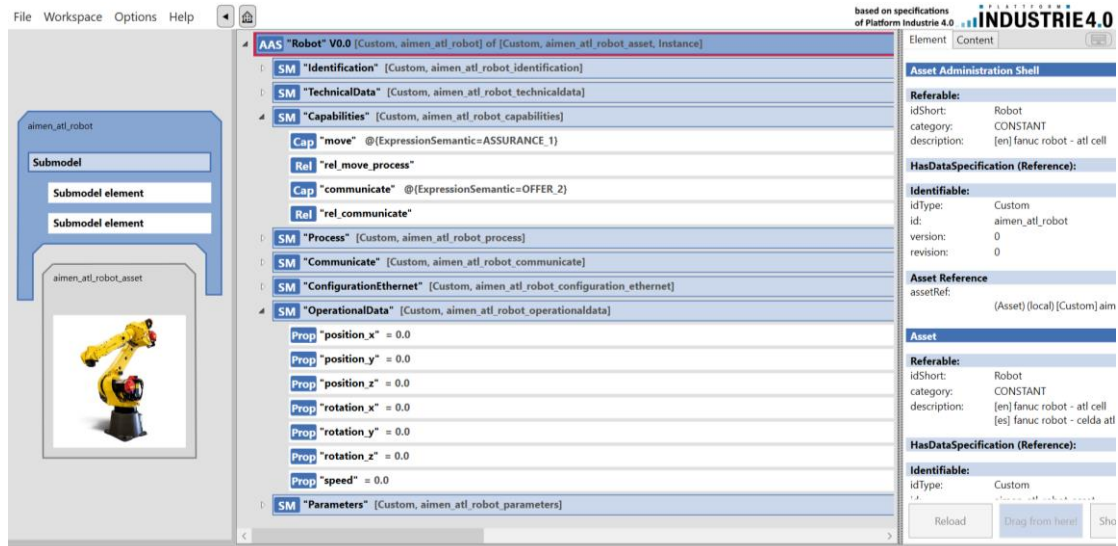 File Workspace Options Help
based on specifications
of Platform Industrie 4.0
PLATTFORM
INDUSTRIE4.0
aimen_atl_robot
Submodel
Submodel element
Submodel element
aimen_atl_robot_asset
AAS "Robot" V0.0 [Custom, aimen_atl_robot] of [Custom, aimen_atl_robot_asset, Instance]
SM "Identification" [Custom, aimen_atl_robot_identification]
SM "TechnicalData" [Custom, aimen_atl_robot_technicaldata]
SM "Capabilities" [Custom, aimen_atl_robot_capabilities]
Cap "move" @{ExpressionSemantic=ASSURANCE_1}
Rel "rel_move_process"
Cap "communicate" @{ExpressionSemantic=OFFER_2}
Rel "rel_communicate"
SM "Process" [Custom, aimen_atl_robot_process]
SM "Communicate" [Custom, aimen_atl_robot_communicate]
SM "ConfigurationEthernet" [Custom, aimen_atl_robot_configuration_ethernet]
SM "OperationalData" [Custom, aimen_atl_robot_operationaldata]
Prop "position_x" = 0.0
Prop "position_y" = 0.0
Prop "position_z" = 0.0
Prop "rotation_x" = 0.0
Prop "rotation_y" = 0.0
Prop "rotation_z" = 0.0
Prop "speed" = 0.0
SM "Parameters" [Custom, aimen_atl_robot_parameters]
Element Content
Asset Administration Shell
Referable:
idShort: Robot
category: CONSTANT
description: [en] fanuc robot - atl cell
HasDataSpecification (Reference):
Identifiable:
idType: Custom
id: aimen_atl_robot
version: 0
revision: 0
Asset Reference
assetRef:
(Asset) (local) [Custom] aim
Asset
Referable:
idShort: Robot
category: CONSTANT
description: [en] fanuc robot - atl cell
[es] fanuc robot - celda atl
HasDataSpecification (Reference):
Identifiable:
idType: Custom
Reload Drag from here! Sho